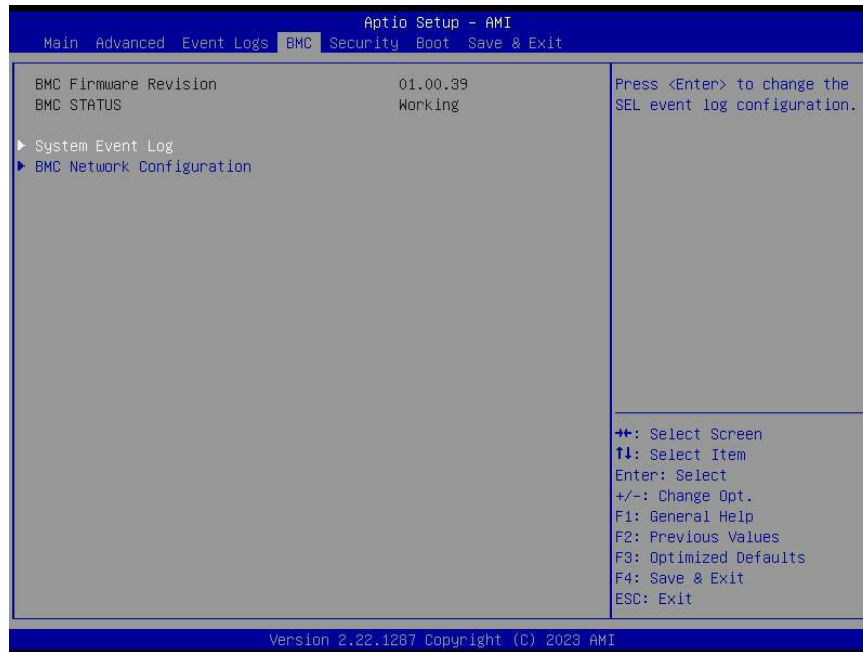 Aptio Setup – AMI
Main Advanced Event Logs BMC Security Boot Save & Exit
BMC Firmware Revision 01.00.39
BMC STATUS Working
System Event Log
BMC Network Configuration
Press <Enter> to change the
SEL event log configuration.
→←: Select Screen
↑↓: Select Item
Enter: Select
+/-: Change Opt.
F1: General Help
F2: Previous Values
F3: Optimized Defaults
F4: Save & Exit
ESC: Exit
Version 2.22.1287 Copyright (C) 2023 AMI